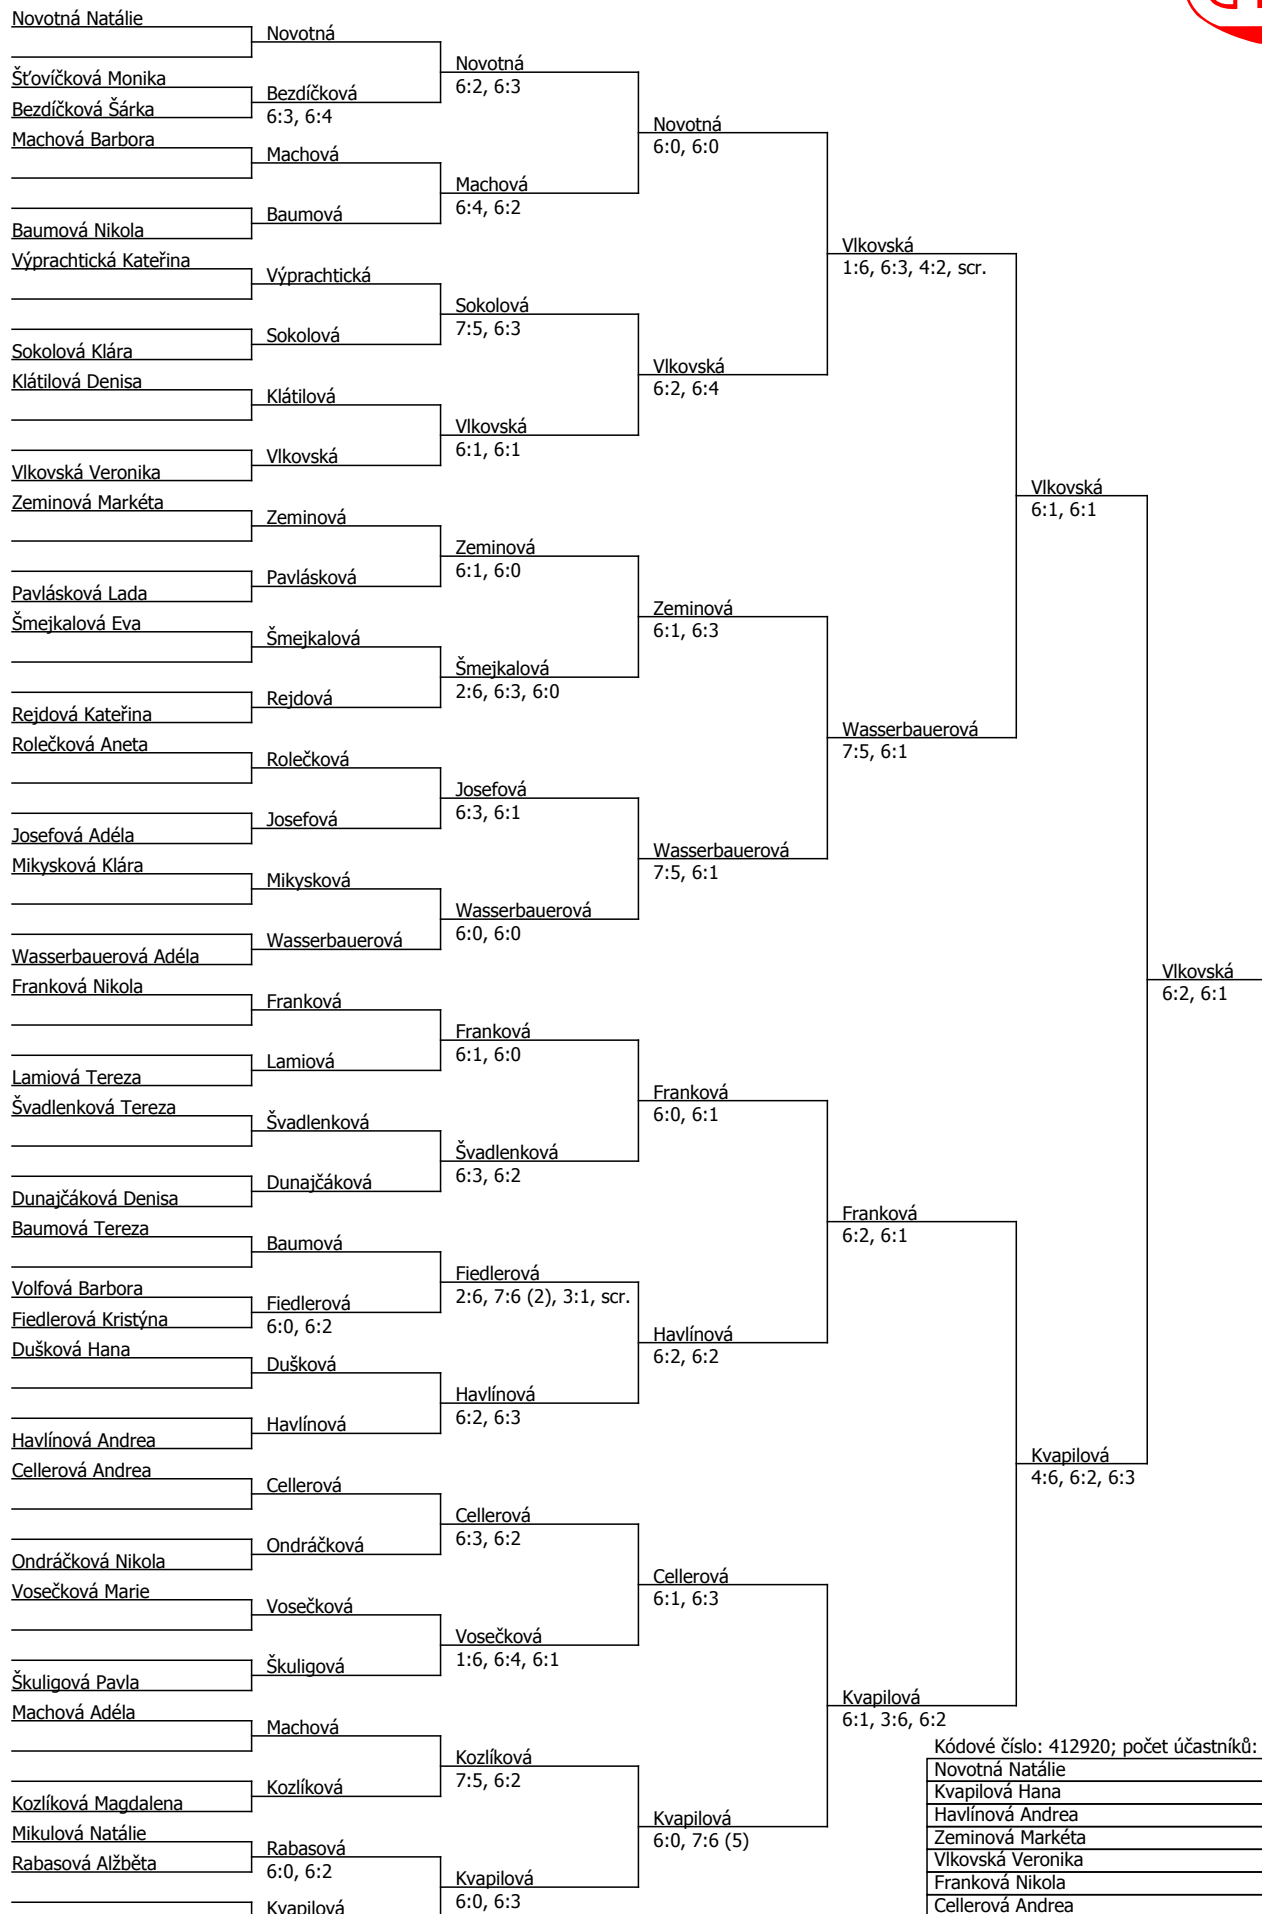 Novotná Natálie
Šťovíčková Monika
Bezdíčková Šárka
Machová Barbora
Baumová Nikola
Výprachtická Kateřina
Sokolová Klára
Klátilová Denisa
Vlkovská Veronika
Zeminová Markéta
Pavlásková Lada
Šmejkalová Eva
Rejdová Kateřina
Rolečková Aneta
Josefová Adéla
Mikysková Klára
Wasserbauerová Adéla
Franková Nikola
Lamiová Tereza
Švadlenková Tereza
Dunajčáková Denisa
Baumová Tereza
Volfová Barbora
Fiedlerová Kristýna
Dušková Hana
Havlínová Andrea
Cellerová Andrea
Ondráčková Nikola
Vosečková Marie
Škuligová Pavla
Machová Adéla
Kozlíková Magdalena
Mikulová Natálie
Rabasová Alžběta
Novotná
Bezdíčková
6:3, 6:4
Machová
Baumová
Výprachtická
Sokolová
Klátilová
Vlkovská
Zeminová
Pavlásková
Šmejkalová
Rejdová
Rolečková
Josefová
Mikysková
Wasserbauerová
Franková
Lamiová
Švadlenková
Dunajčáková
Baumová
Fiedlerová
6:0, 6:2
Dušková
Havlínová
Cellerová
Ondráčková
Vosečková
Škuligová
Machová
Kozlíková
Rabasová
6:0, 6:2
Kvapilová
Novotná
6:2, 6:3
Machová
6:4, 6:2
Sokolová
7:5, 6:3
Vlkovská
6:1, 6:1
Zeminová
6:1, 6:0
Šmejkalová
2:6, 6:3, 6:0
Josefová
6:3, 6:1
Wasserbauerová
6:0, 6:0
Franková
6:1, 6:0
Švadlenková
6:3, 6:2
Fiedlerová
2:6, 7:6 (2), 3:1, scr.
Havlínová
6:2, 6:3
Cellerová
6:3, 6:2
Vosečková
1:6, 6:4, 6:1
Kozlíková
7:5, 6:2
Kvapilová
6:0, 6:3
Novotná
6:0, 6:0
Vlkovská
6:2, 6:4
Zeminová
6:1, 6:3
Wasserbauerová
7:5, 6:1
Franková
6:0, 6:1
Havlínová
6:2, 6:2
Cellerová
6:1, 6:3
Kvapilová
6:0, 7:6 (5)
Vlkovská
1:6, 6:3, 4:2, scr.
Wasserbauerová
7:5, 6:1
Franková
6:2, 6:1
Kvapilová
6:1, 3:6, 6:2
Vlkovská
6:1, 6:1
Kvapilová
4:6, 6:2, 6:3
Vlkovská
6:2, 6:1
Kódové číslo: 412920; počet účastníků:
Novotná Natálie
Kvapilová Hana
Havlínová Andrea
Zeminová Markéta
Vlkovská Veronika
Franková Nikola
Cellerová Andrea